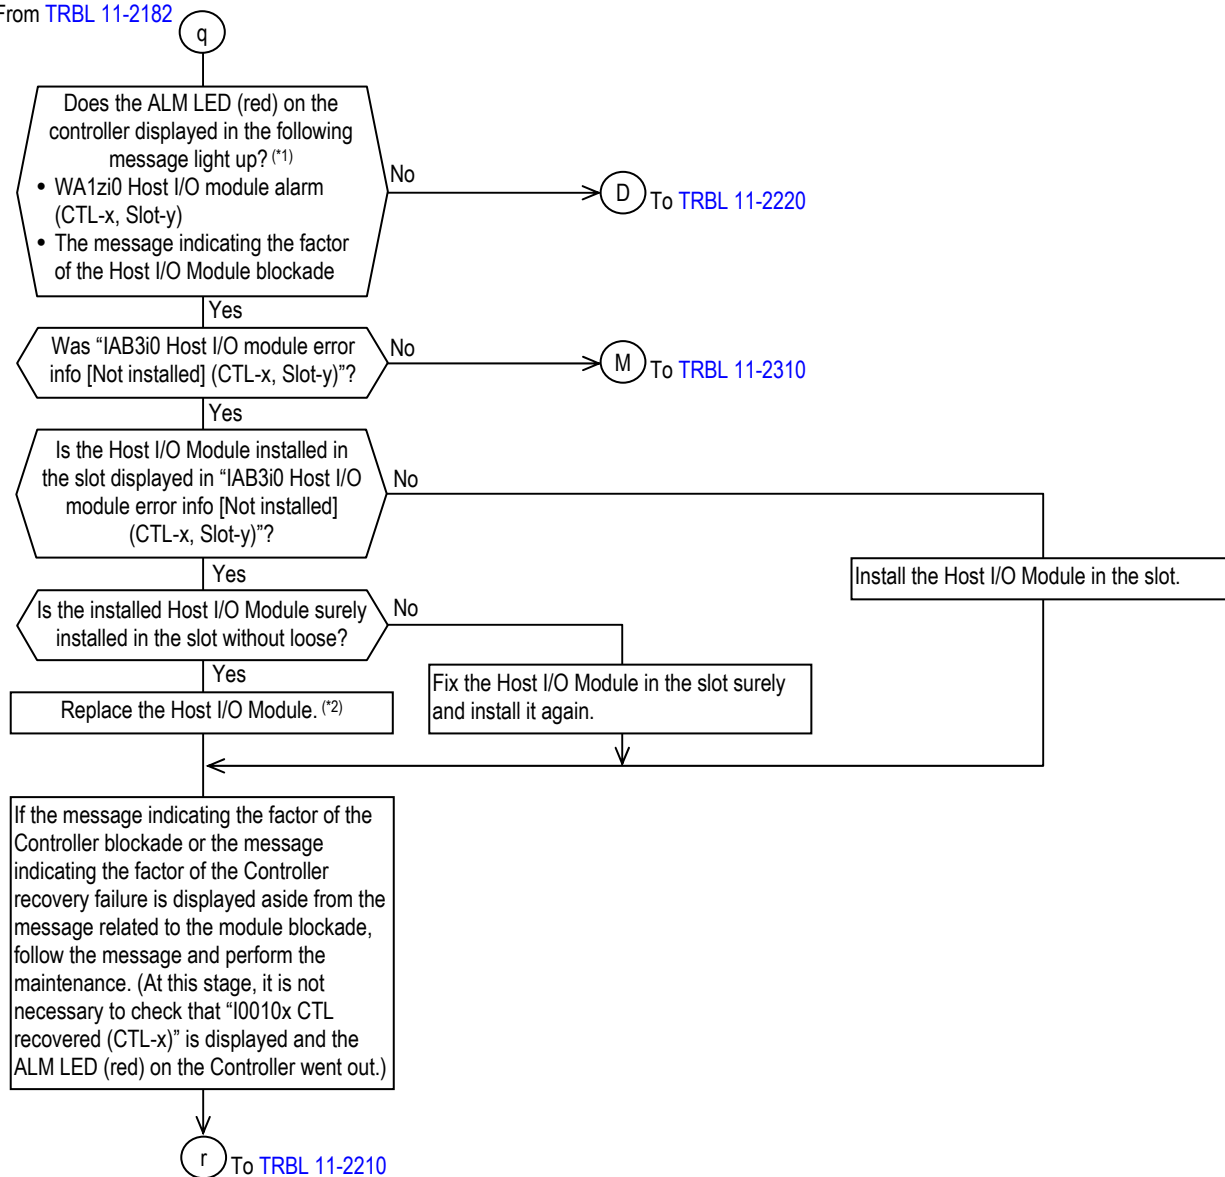 From TRBL 11-2182
q
Does the ALM LED (red) on the
controller displayed in the following
message light up? (*1)
• WA1zi0 Host I/O module alarm
(CTL-x, Slot-y)
• The message indicating the factor
of the Host I/O Module blockade
No
D
To TRBL 11-2220
Yes
Was “IAB3i0 Host I/O module error
info [Not installed] (CTL-x, Slot-y)”?
No
M
To TRBL 11-2310
Yes
Is the Host I/O Module installed in
the slot displayed in “IAB3i0 Host I/O
module error info [Not installed]
(CTL-x, Slot-y)”?
No
Install the Host I/O Module in the slot.
Yes
Is the installed Host I/O Module surely
installed in the slot without loose?
No
Fix the Host I/O Module in the slot surely
and install it again.
Yes
Replace the Host I/O Module. (*2)
If the message indicating the factor of the
Controller blockade or the message
indicating the factor of the Controller
recovery failure is displayed aside from the
message related to the module blockade,
follow the message and perform the
maintenance. (At this stage, it is not
necessary to check that “I0010x CTL
recovered (CTL-x)” is displayed and the
ALM LED (red) on the Controller went out.)
r
To TRBL 11-2210